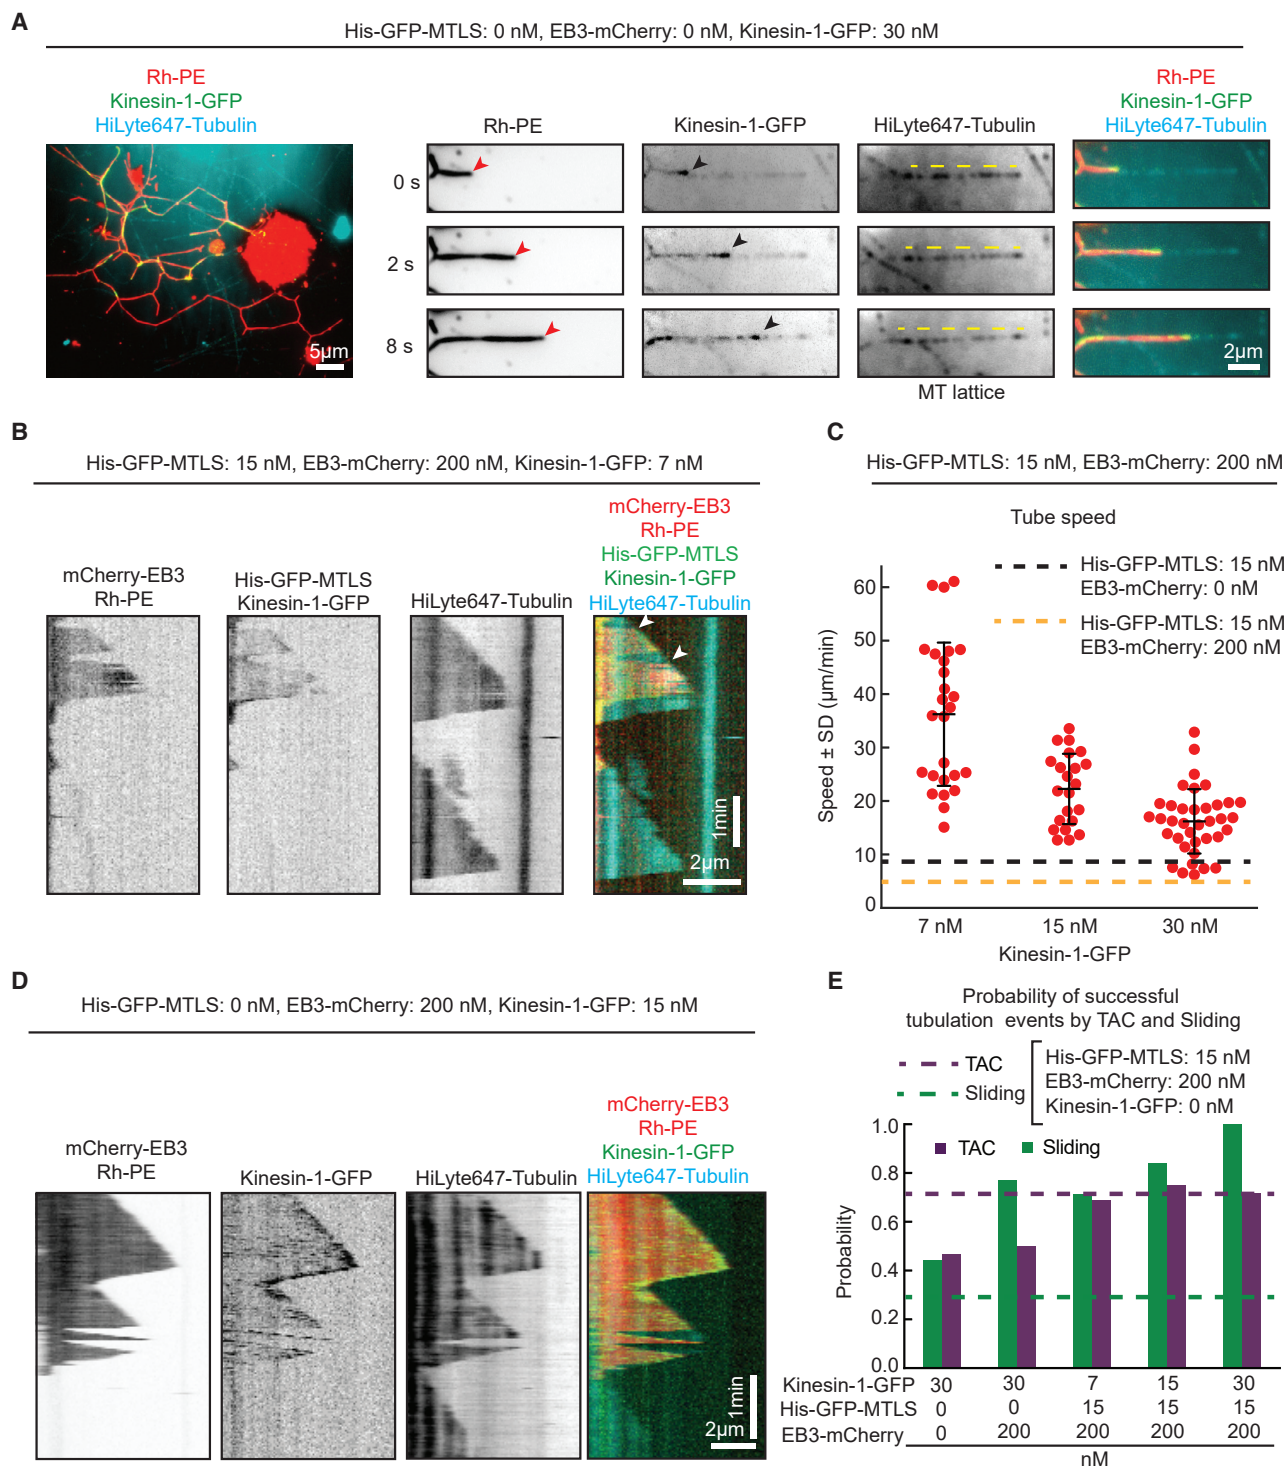 A
His-GFP-MTLS: 0 nM, EB3-mCherry: 0 nM, Kinesin-1-GFP: 30 nM
Rh-PE
Kinesin-1-GFP
HiLyte647-Tubulin
5µm
Rh-PE
Kinesin-1-GFP
HiLyte647-Tubulin
Rh-PE
Kinesin-1-GFP
HiLyte647-Tubulin
0 s
2 s
8 s
MT lattice
2µm
B
His-GFP-MTLS: 15 nM, EB3-mCherry: 200 nM, Kinesin-1-GFP: 7 nM
mCherry-EB3
Rh-PE
His-GFP-MTLS
Kinesin-1-GFP
HiLyte647-Tubulin
mCherry-EB3
Rh-PE
His-GFP-MTLS
Kinesin-1-GFP
HiLyte647-Tubulin
1min
2µm
C
His-GFP-MTLS: 15 nM, EB3-mCherry: 200 nM
Tube speed
His-GFP-MTLS: 15 nM
EB3-mCherry: 0 nM
His-GFP-MTLS: 15 nM
EB3-mCherry: 200 nM
Speed ± SD (µm/min)
60
50
40
30
20
10
0
7 nM 15 nM 30 nM
Kinesin-1-GFP
D
His-GFP-MTLS: 0 nM, EB3-mCherry: 200 nM, Kinesin-1-GFP: 15 nM
mCherry-EB3
Rh-PE
Kinesin-1-GFP
HiLyte647-Tubulin
mCherry-EB3
Rh-PE
Kinesin-1-GFP
HiLyte647-Tubulin
1min
2µm
E
Probability of successful
tubulation events by TAC and Sliding
TAC
Sliding
His-GFP-MTLS: 15 nM
EB3-mCherry: 200 nM
Kinesin-1-GFP: 0 nM
TAC Sliding
Probability
1.0
0.8
0.6
0.4
0.2
0.0
Kinesin-1-GFP 30 30 7 15 30
His-GFP-MTLS 0 0 15 15 15
EB3-mCherry 0 200 200 200 200
nM